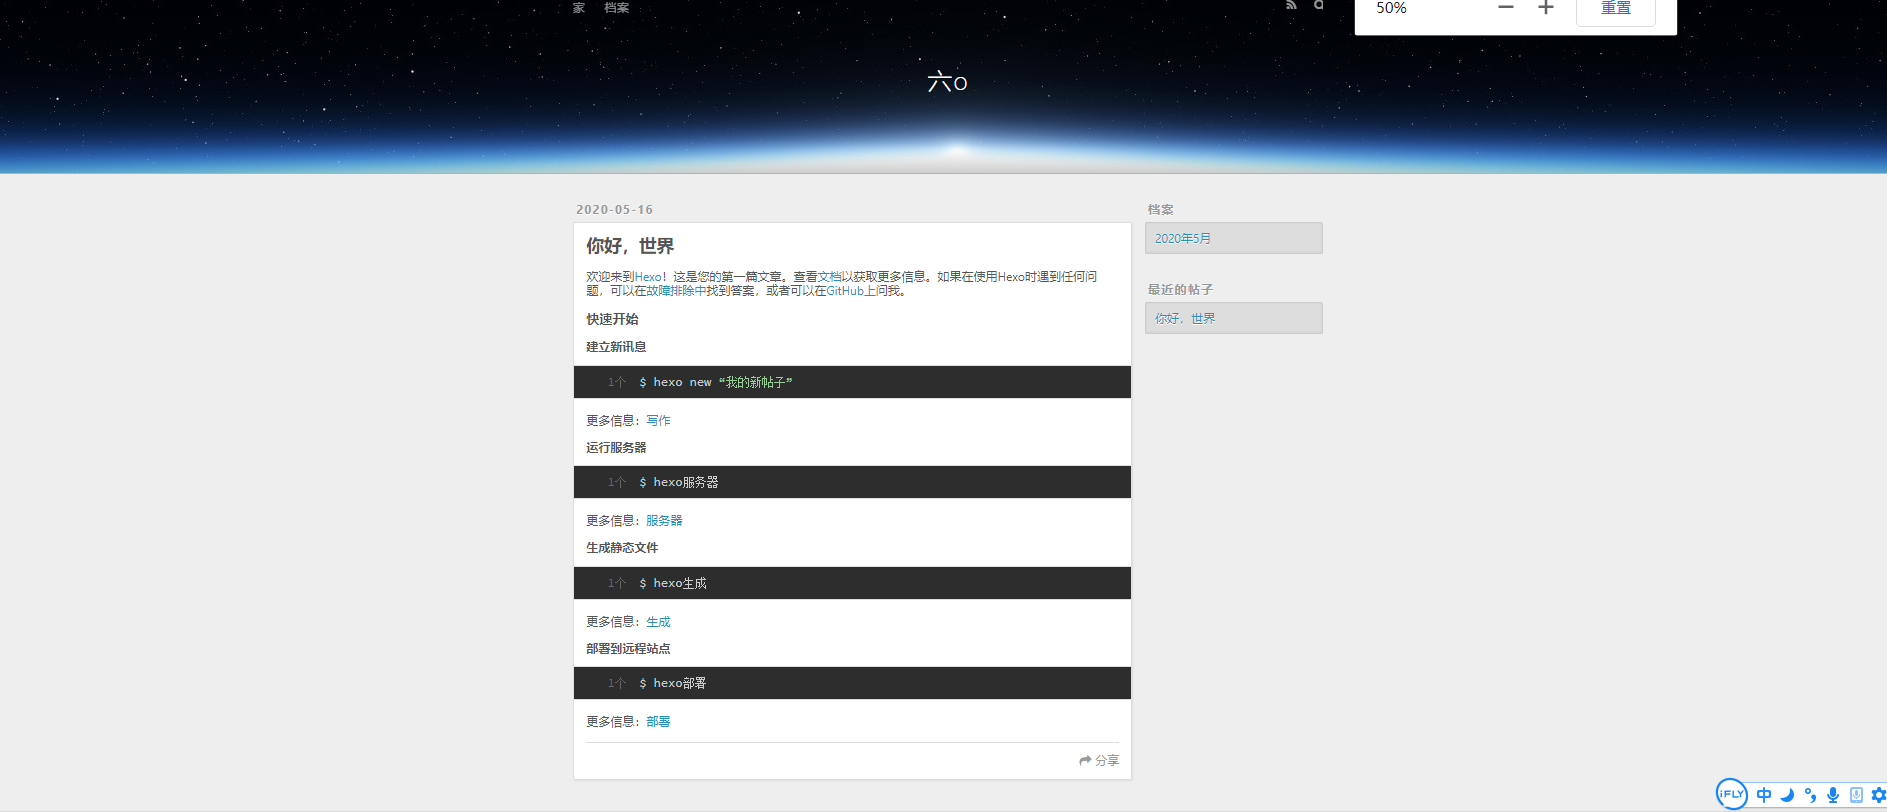 家 档案
50% 重置
六o
2020-05-16
你好，世界
欢迎来到Hexo！这是您的第一篇文章。查看文档以获取更多信息。如果在使用Hexo时遇到任何问
题，可以在故障排除中找到答案，或者可以在GitHub上问我。
快速开始
建立新讯息
1个 $ hexo new “我的新帖子”
更多信息：写作
运行服务器
1个 $ hexo服务器
更多信息：服务器
生成静态文件
1个 $ hexo生成
更多信息：生成
部署到远程站点
1个 $ hexo部署
更多信息：部署
分享
档案
2020年5月
最近的帖子
你好，世界
iFLY 中